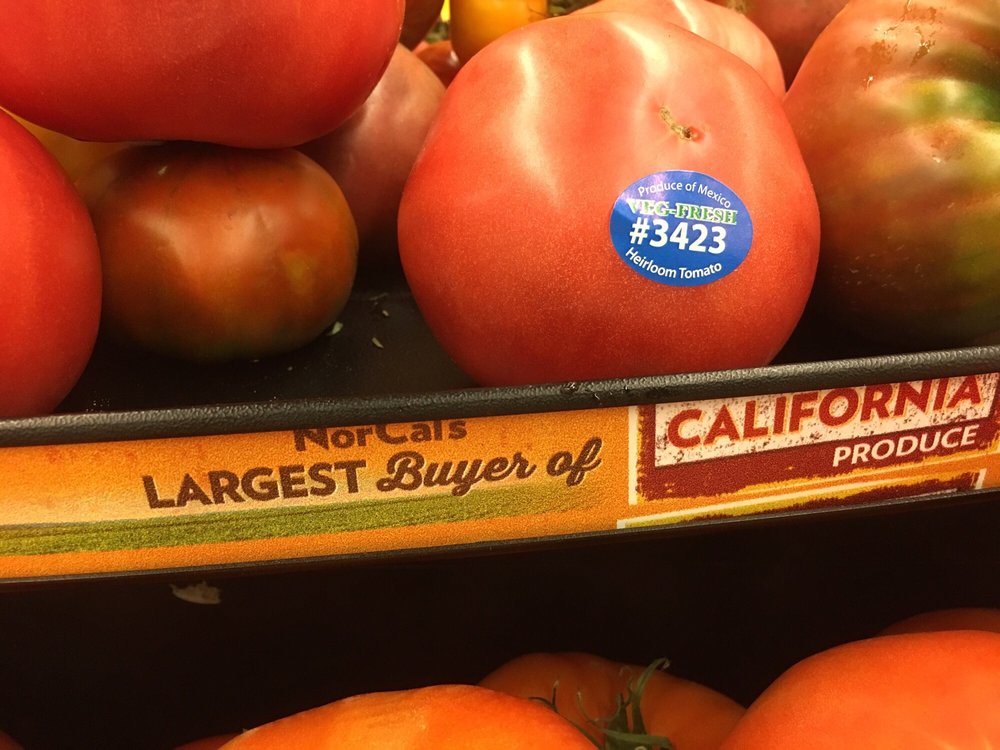 Produce of Mexico
VEG-FRESH
#3423
Heirloom Tomato
NorCal's
LARGEST Buyer of
CALIFORNIA
PRODUCE